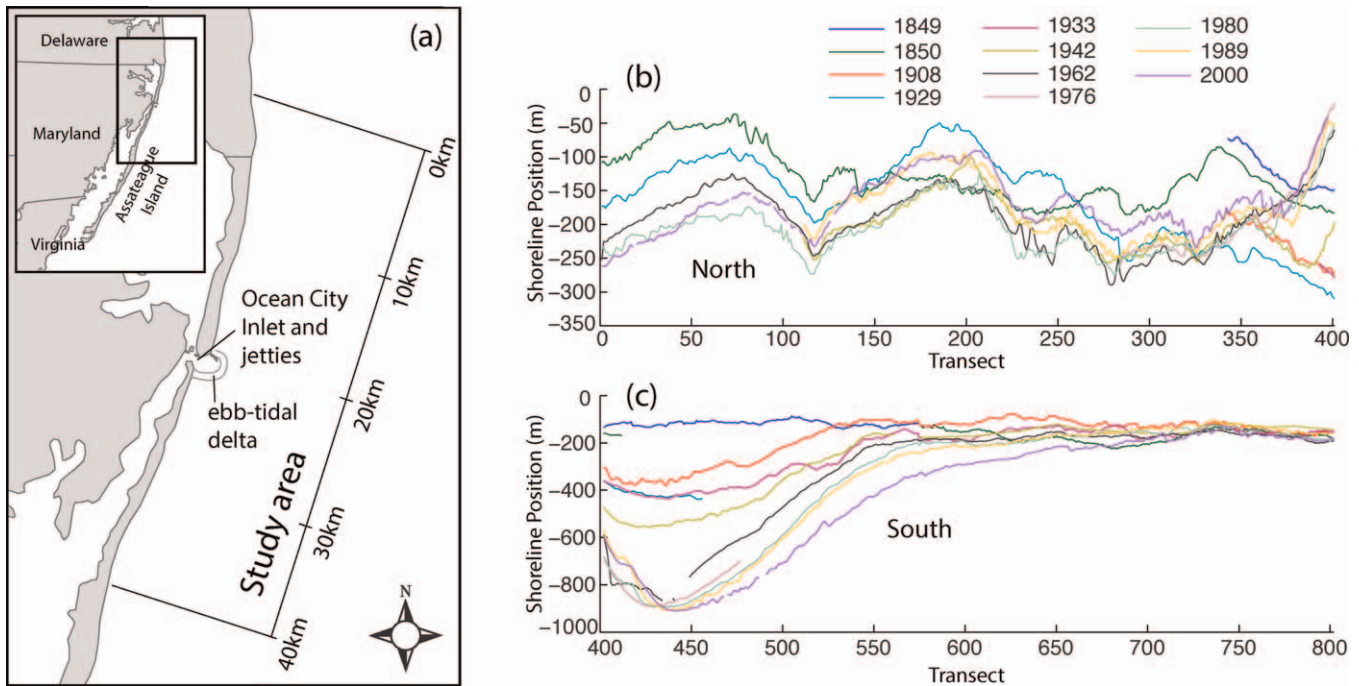 (a)
Delaware
Maryland
Assateague
Island
Virginia
0km
10km
20km
30km
40km
Study area
Ocean City
Inlet and
jetties
ebb-tidal
delta
N
1849
1850
1908
1929
1933
1942
1962
1976
1980
1989
2000
(b)
Shoreline Position (m)
0
−50
−100
−150
−200
−250
−300
−350
North
0
50
100
150
200
250
300
350
400
Transect
(c)
Shoreline Position (m)
0
−200
−400
−600
−800
−1000
South
400
450
500
550
600
650
700
750
800
Transect